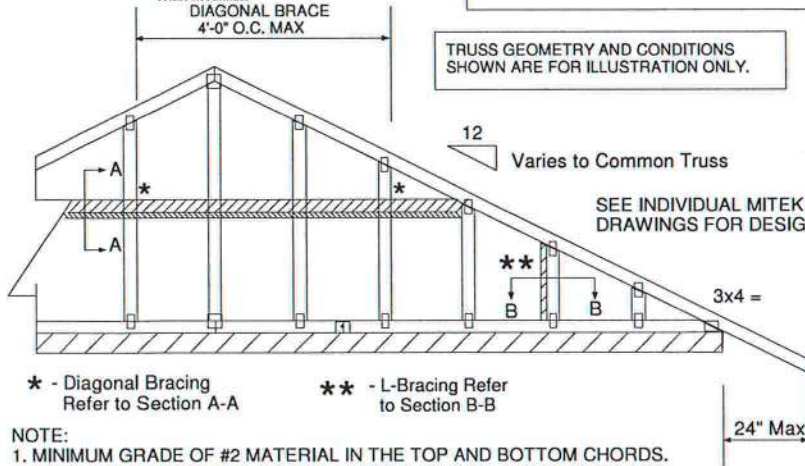 DIAGONAL BRACE
4'-0" O.C. MAX
TRUSS GEOMETRY AND CONDITIONS
SHOWN ARE FOR ILLUSTRATION ONLY.
12
Varies to Common Truss
A
*
*
SEE INDIVIDUAL MITEK
DRAWINGS FOR DESIG
A
**
B
B
3x4 =
* - Diagonal Bracing
Refer to Section A-A
** - L-Bracing Refer
to Section B-B
24" Max
NOTE:
1. MINIMUM GRADE OF #2 MATERIAL IN THE TOP AND BOTTOM CHORDS.